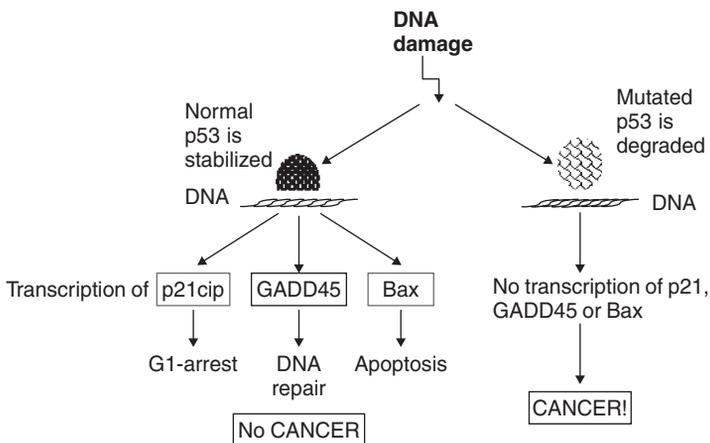 DNA
damage
Normal
p53 is
stabilized
Mutated
p53 is
degraded
DNA
DNA
Transcription of p21cip GADD45 Bax
No transcription of p21,
GADD45 or Bax
G1-arrest
DNA
repair
Apoptosis
CANCER!
No CANCER